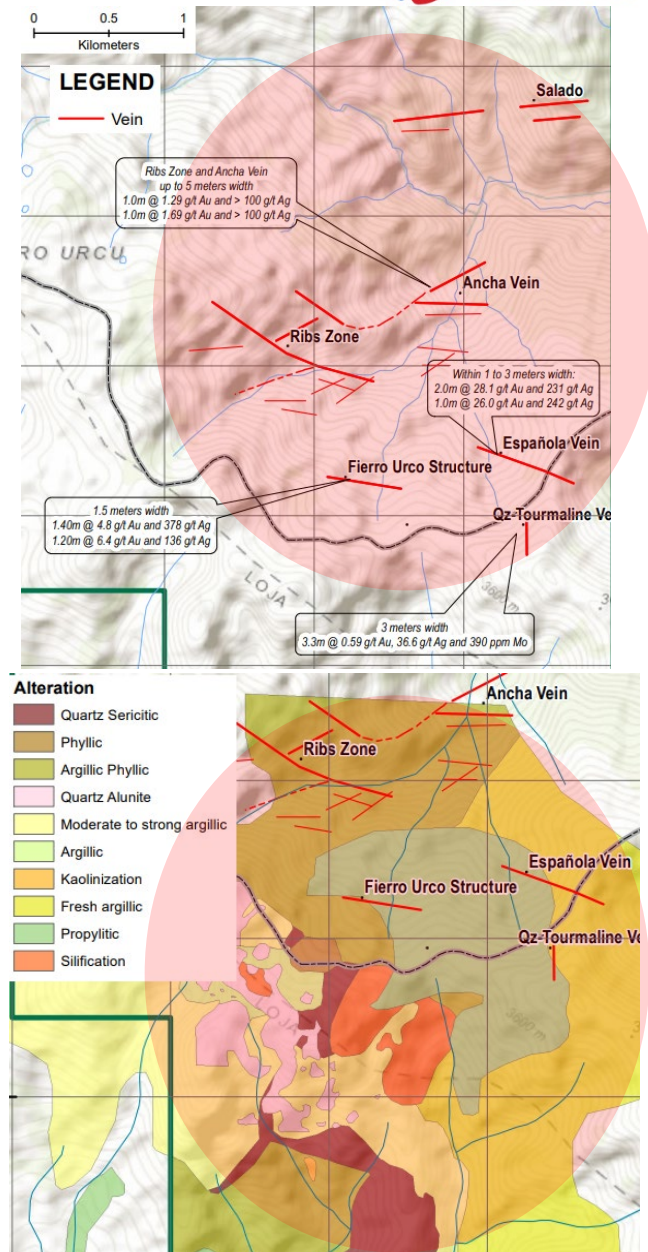 0 0.5 1
Kilometers
LEGEND
Vein
Salado
Ribs Zone and Ancha Vein
up to 5 meters width
1.0m @ 1.29 g/t Au and > 100 g/t Ag
1.0m @ 1.69 g/t Au and > 100 g/t Ag
RO URCU
Ancha Vein
Ribs Zone
Within 1 to 3 meters width:
2.0m @ 28.1 g/t Au and 231 g/t Ag
1.0m @ 26.0 g/t Au and 242 g/t Ag
Española Vein
Fierro Urco Structure
1.5 meters width
1.40m @ 4.8 g/t Au and 378 g/t Ag
1.20m @ 6.4 g/t Au and 136 g/t Ag
Qz-Tourmaline Ve
LOJA
3600 m
3 meters width
3.3m @ 0.59 g/t Au, 36.6 g/t Ag and 390 ppm Mo
Alteration
Quartz Sericitic
Phyllic
Argillic Phyllic
Quartz Alunite
Moderate to strong argillic
Argillic
Kaolinization
Fresh argillic
Propylitic
Silification
Ancha Vein
Ribs Zone
Española Vein
Fierro Urco Structure
Qz-Tourmaline Ve
LOJA
3600 m